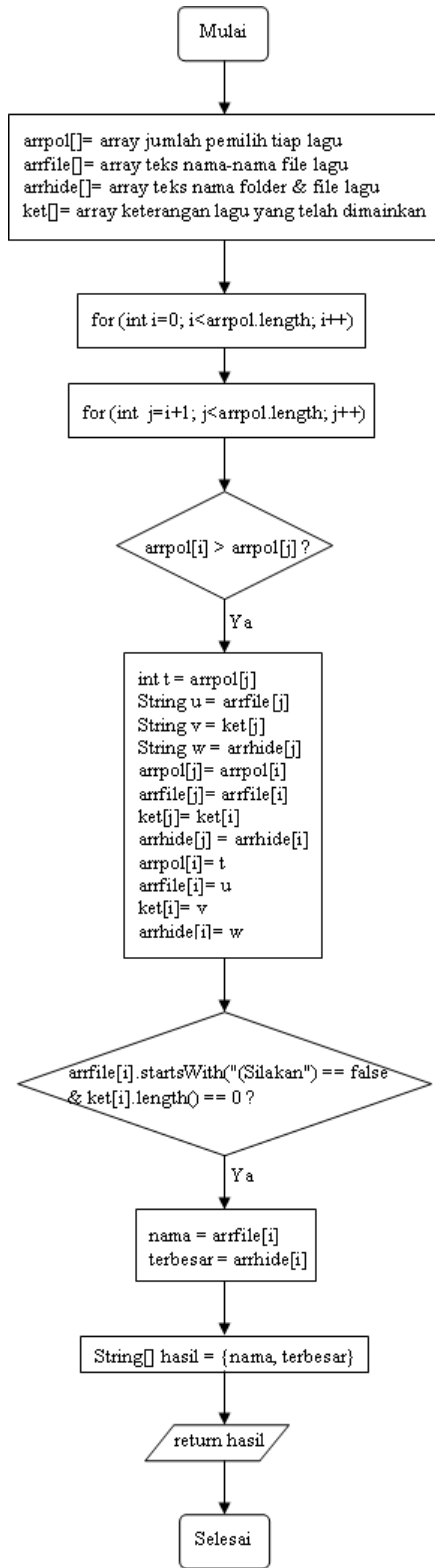 Mulai
arrpol[]= array jumlah pemilih tiap lagu
arrfile[]= array teks nama-nama file lagu
arrhide[]= array teks nama folder & file lagu
ket[]= array keterangan lagu yang telah dimainkan
for (int i=0; i<arrpol.length; i++)
for (int j=i+1; j<arrpol.length; j++)
arrpol[i] > arrpol[j] ?
Ya
int t = arrpol[j]
String u = arrfile[j]
String v = ket[j]
String w = arrhide[j]
arrpol[j]= arrpol[i]
arrfile[j]= arrfile[i]
ket[j]= ket[i]
arrhide[j] = arrhide[i]
arrpol[i]= t
arrfile[i]= u
ket[i]= v
arrhide[i]= w
arrfile[i].startsWith("(Silakan") == false
& ket[i].length() == 0 ?
Ya
nama = arrfile[i]
terbesar = arrhide[i]
String[] hasil = {nama, terbesar}
return hasil
Selesai